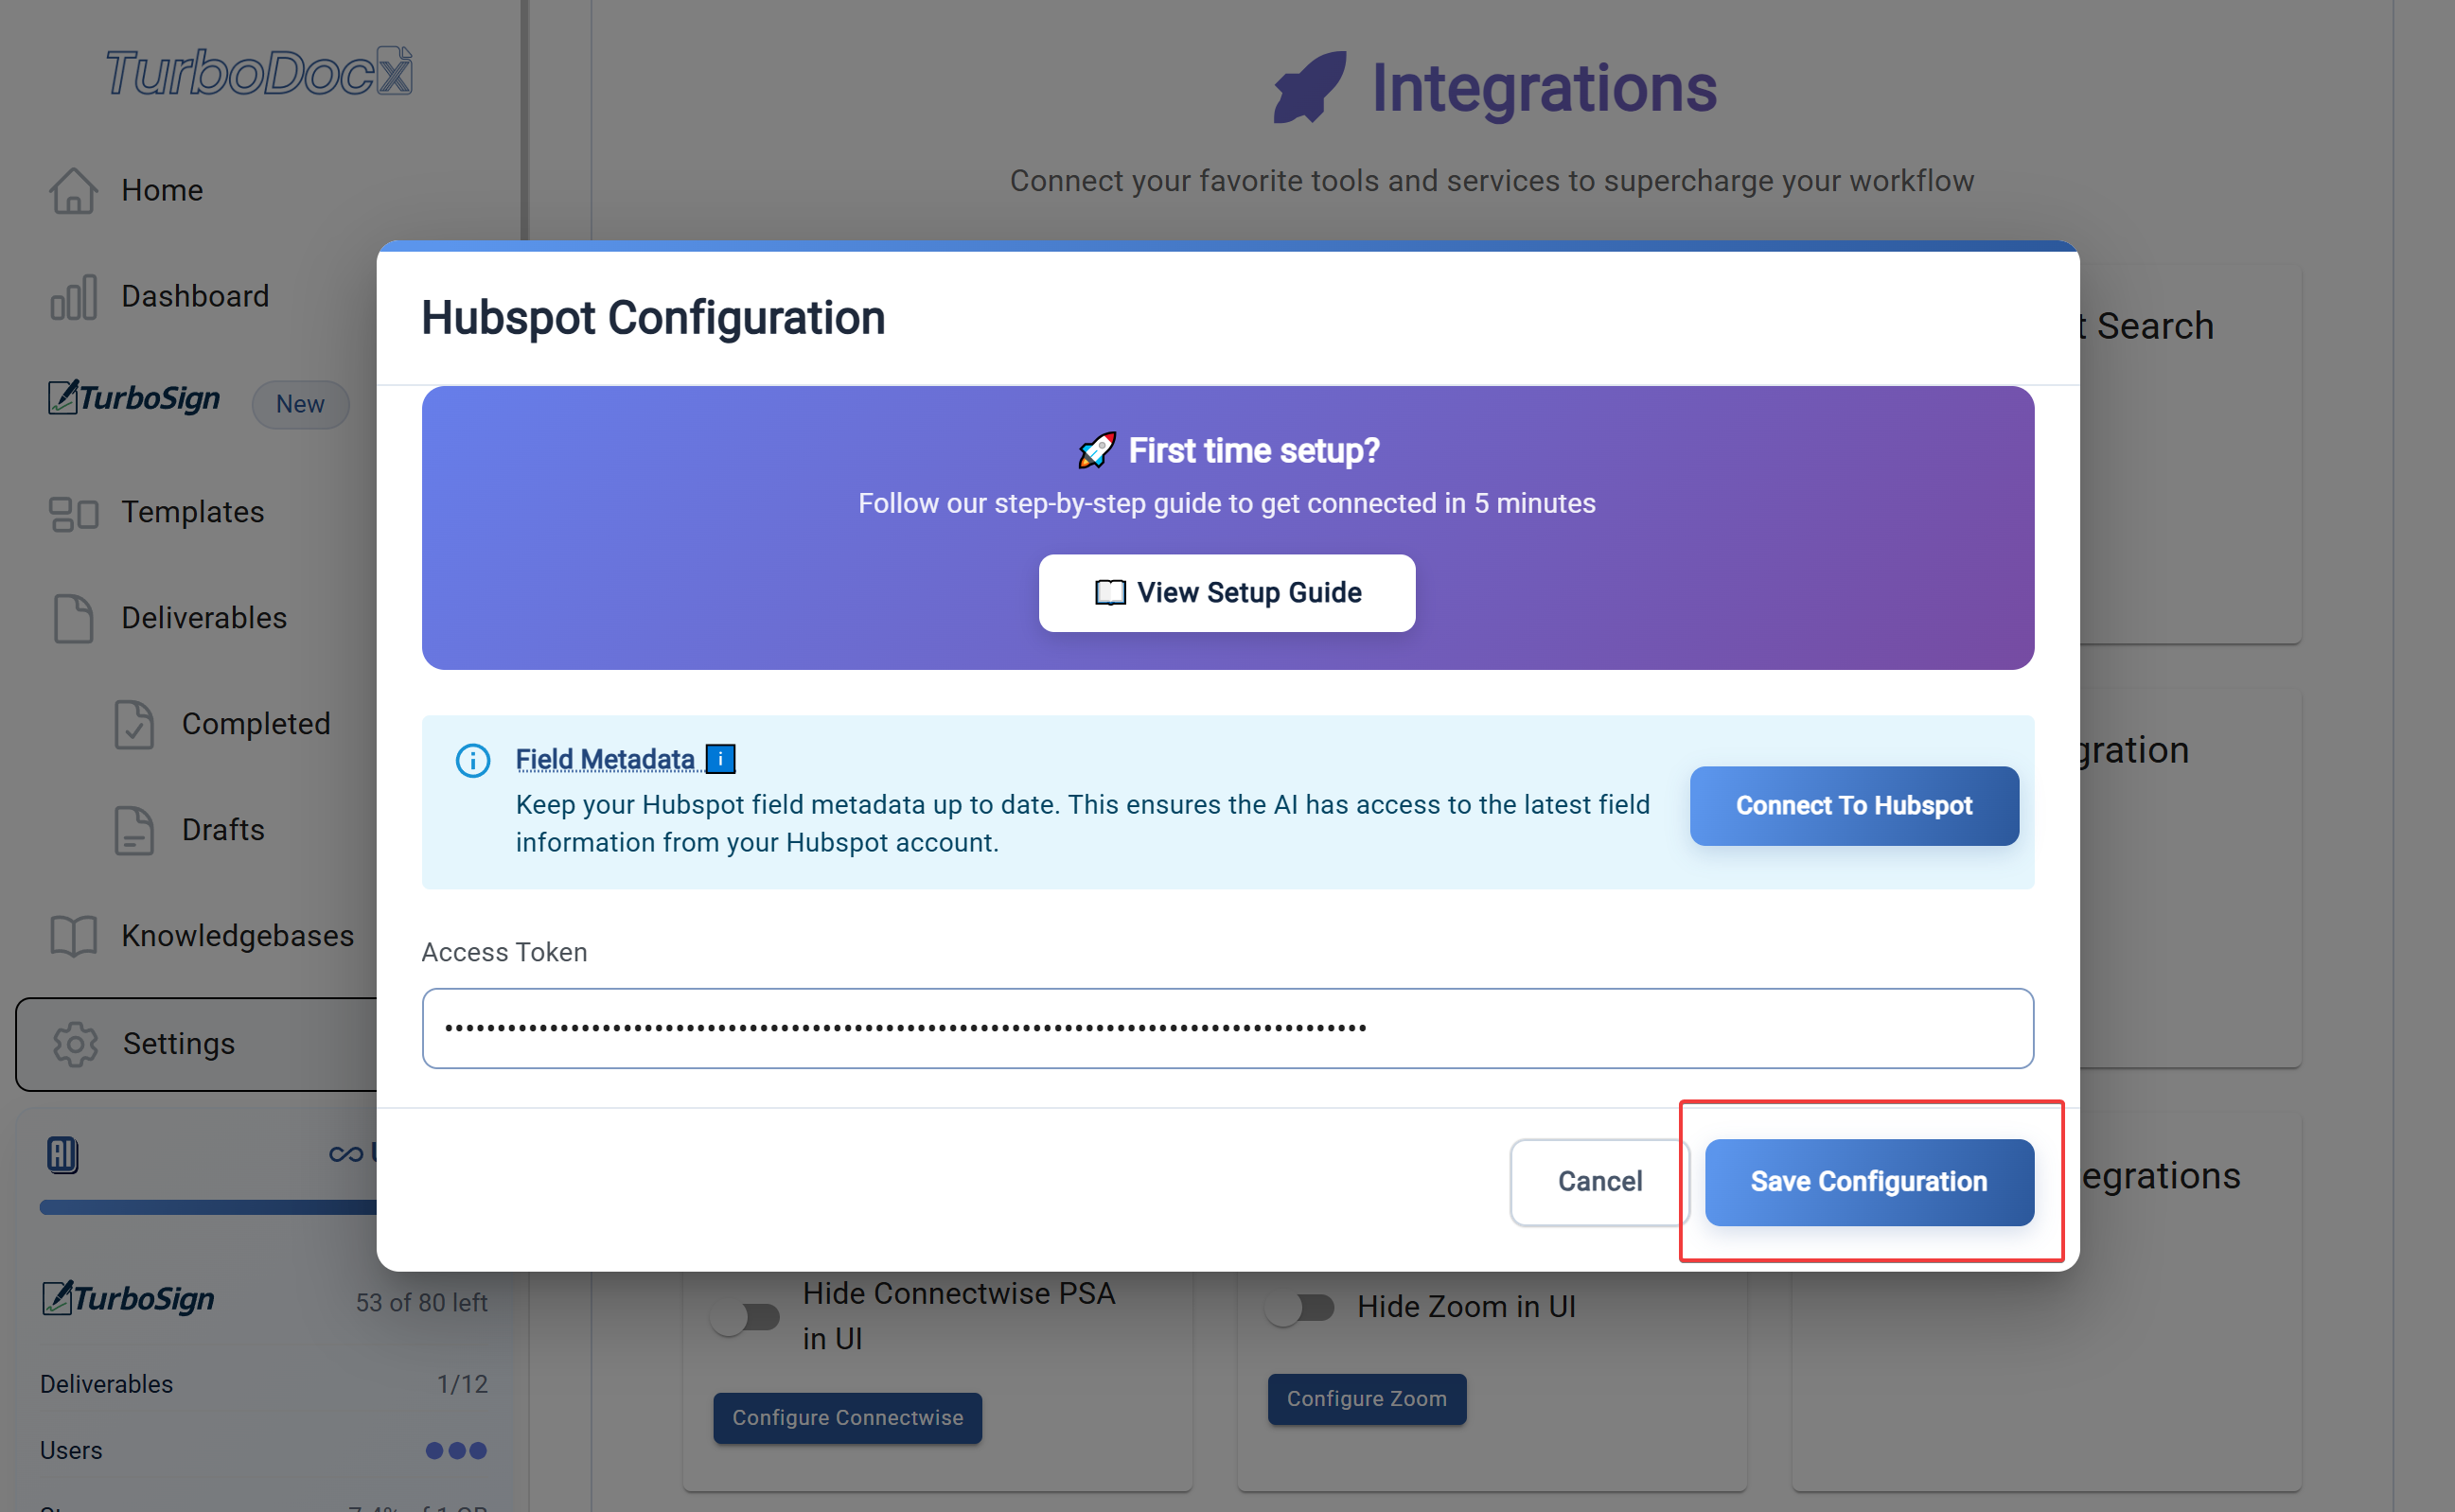 TurboDocX
Home
Dashboard
TurboSign
New
Templates
Deliverables
Completed
Drafts
Knowledgebases
Settings
TurboSign
53 of 80 left
Deliverables
1/12
Users
Integrations
Connect your favorite tools and services to supercharge your workflow
Search
Hubspot Configuration
🚀 First time setup?
Follow our step-by-step guide to get connected in 5 minutes
📖 View Setup Guide
Field Metadata ℹ
Keep your Hubspot field metadata up to date. This ensures the AI has access to the latest field
information from your Hubspot account.
Connect To Hubspot
Access Token
Cancel
Save Configuration
Hide Connectwise PSA
in UI
Configure Connectwise
Hide Zoom in UI
Configure Zoom